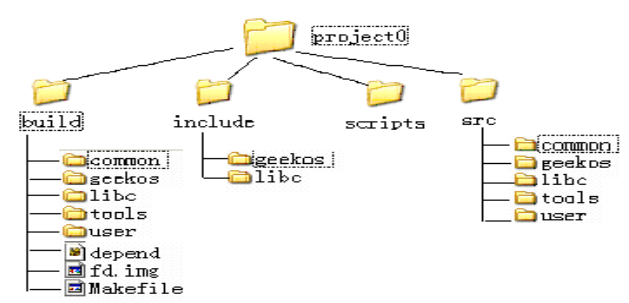 project0
build
include
scripts
src
common
geekos
libc
tools
user
depend
fd.img
Makefile
geekos
libc
common
geekos
libc
tools
user